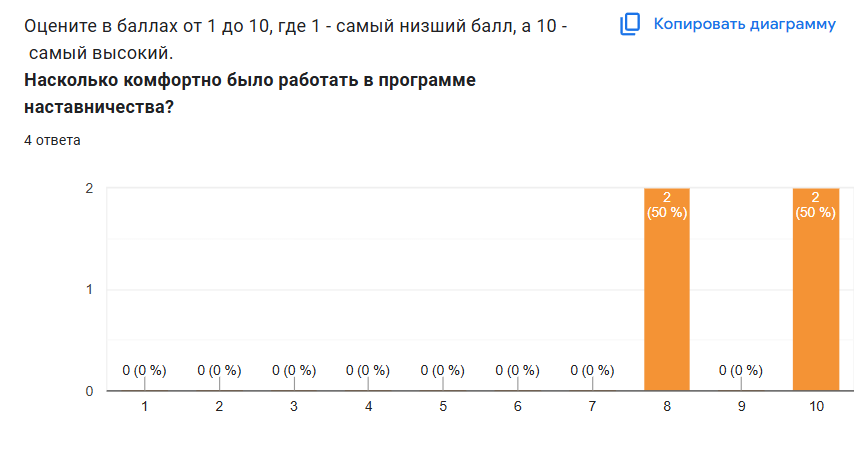 Оцените в баллах от 1 до 10, где 1 - самый низший балл, а 10 -
самый высокий.
Копировать диаграмму
Насколько комфортно было работать в программе
наставничества?
4 ответа
2
1
0
2
(50 %)
2
(50 %)
0 (0 %) 0 (0 %) 0 (0 %) 0 (0 %) 0 (0 %) 0 (0 %) 0 (0 %) 0 (0 %)
1 2 3 4 5 6 7 8 9 10